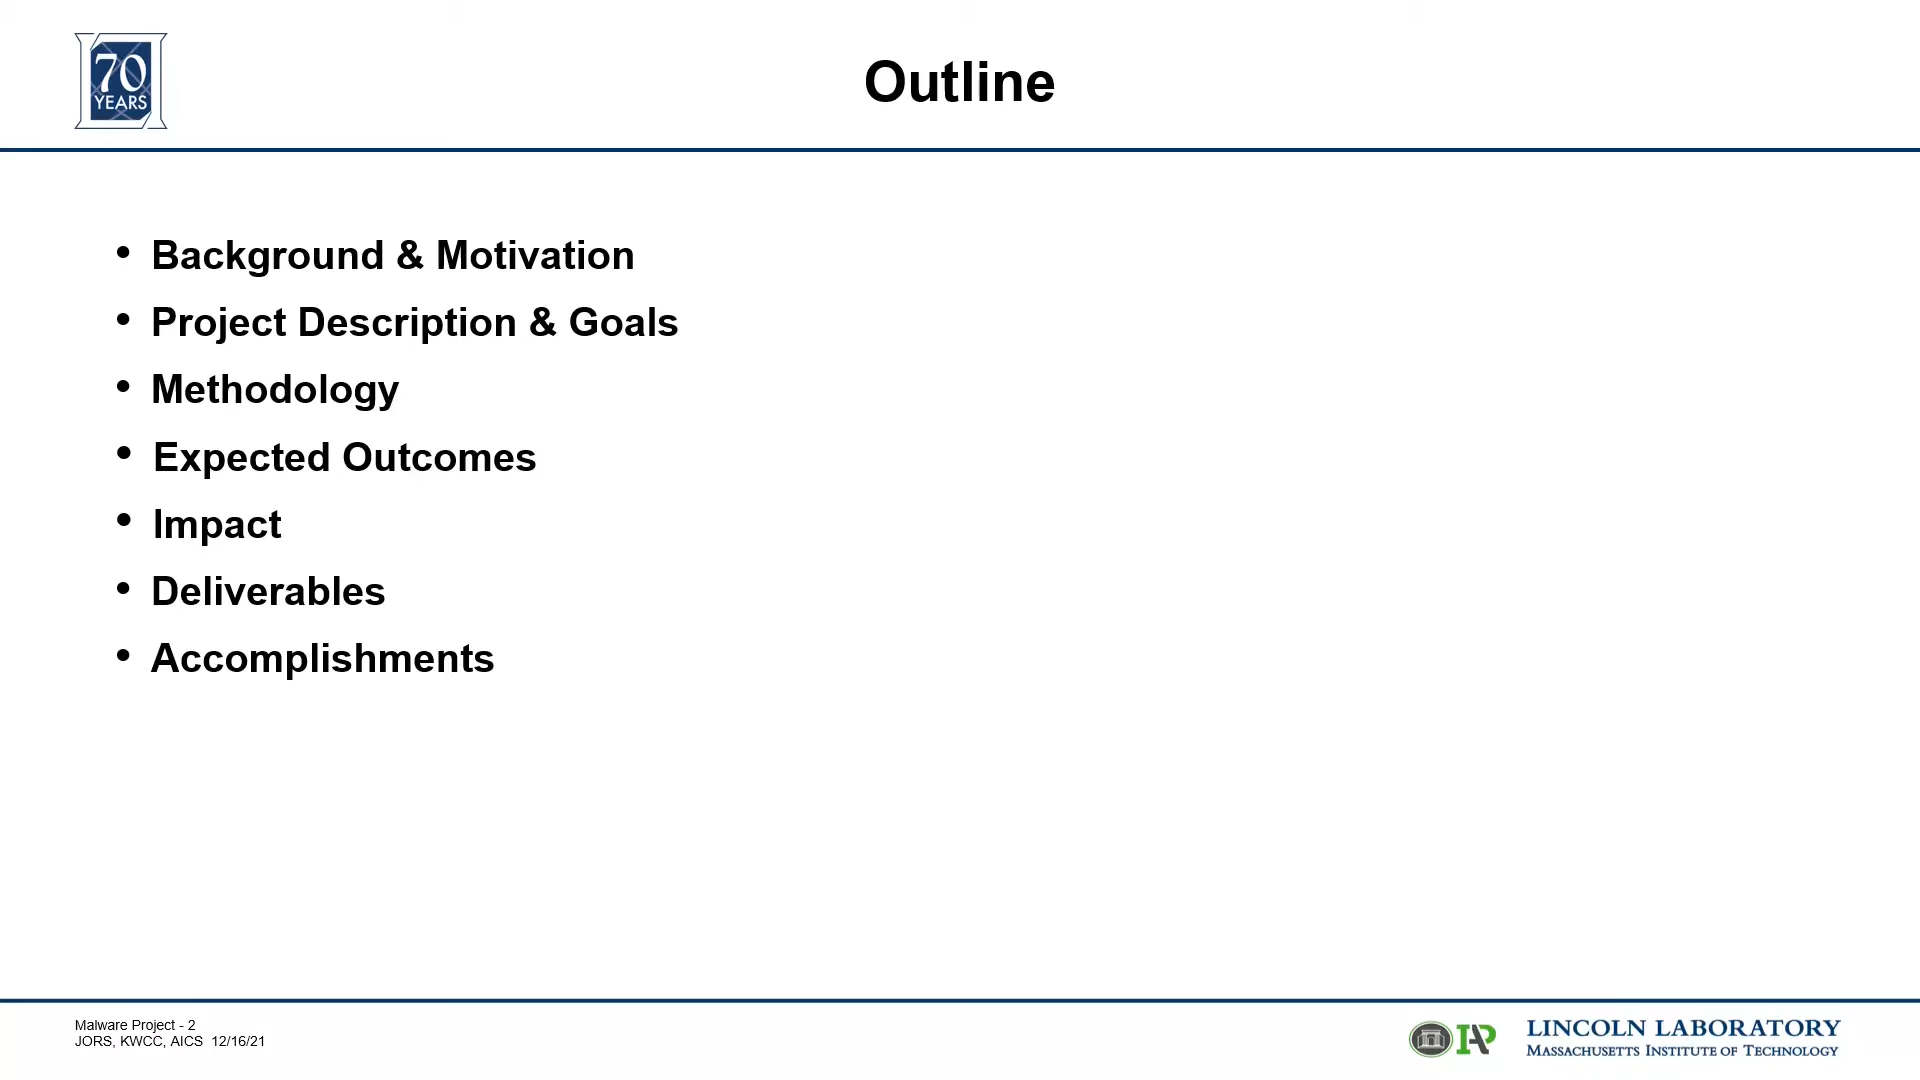 70
YEARS
Outline
• Background & Motivation
• Project Description & Goals
• Methodology
• Expected Outcomes
• Impact
• Deliverables
• Accomplishments
Malware Project - 2
JORS, KWCC, AICS 12/16/21
IAP
LINCOLN LABORATORY
MASSACHUSETTS INSTITUTE OF TECHNOLOGY